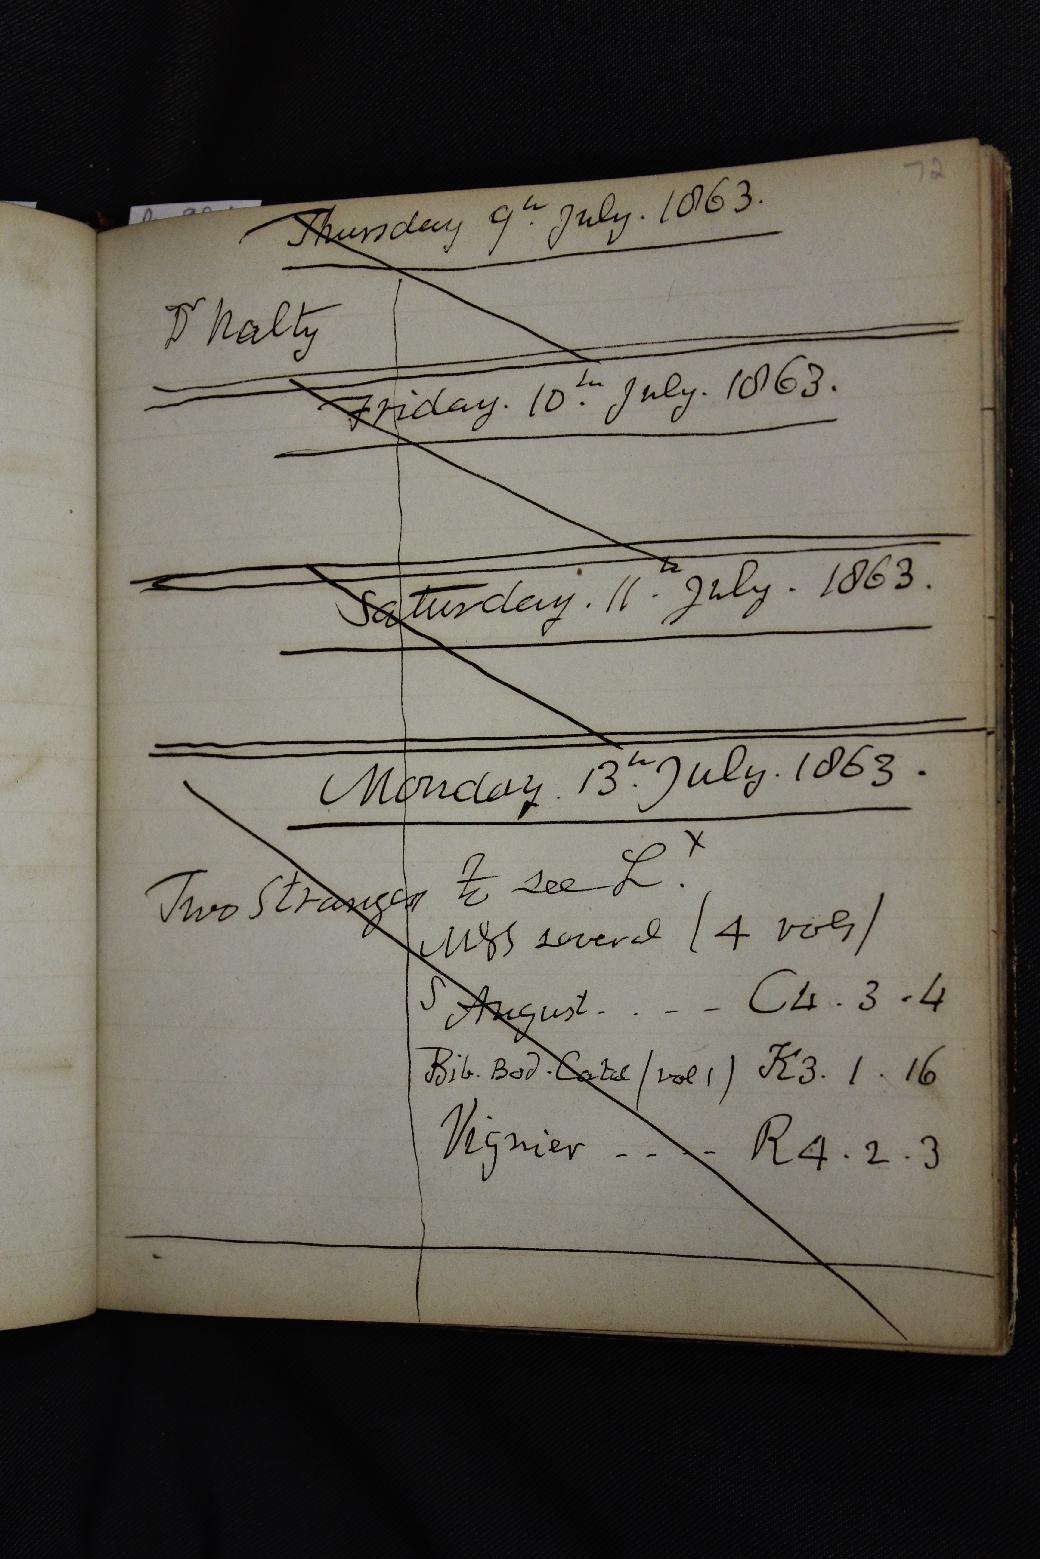 72
Thursday 9th July. 1863.
Dr Nalty
Friday. 10th July. 1863.
Saturday. 11th July. 1863.
Monday. 13th July. 1863.
Two Strangers to see Lx.
MSS several (4 vols)
S August. . - - C4. 3. 4
Bib. Bod. Catal (vol 1) K3. 1. 16
Vignier - - - - R4. 2. 3